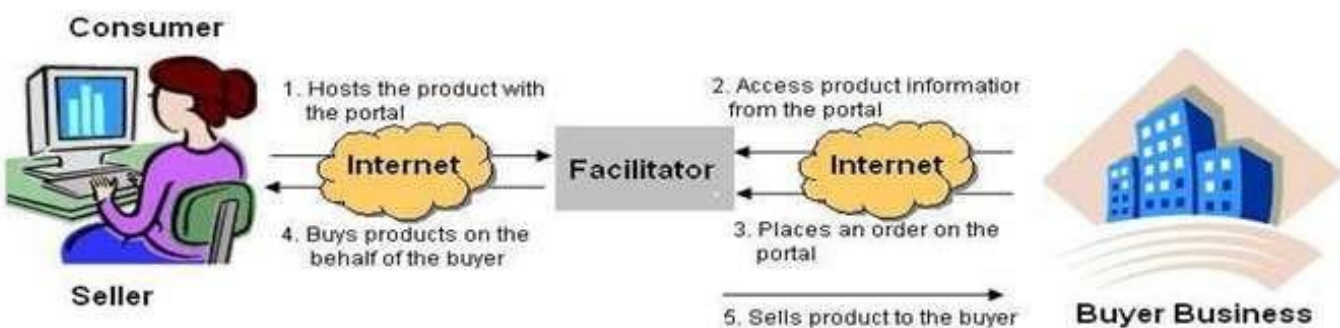 Consumer
1. Hosts the product with
the portal
Internet
4. Buys products on the
behalf of the buyer
Seller
Facilitator
2. Access product information
from the portal
Internet
3. Places an order on the
portal
5. Sells product to the buyer
Buyer Business